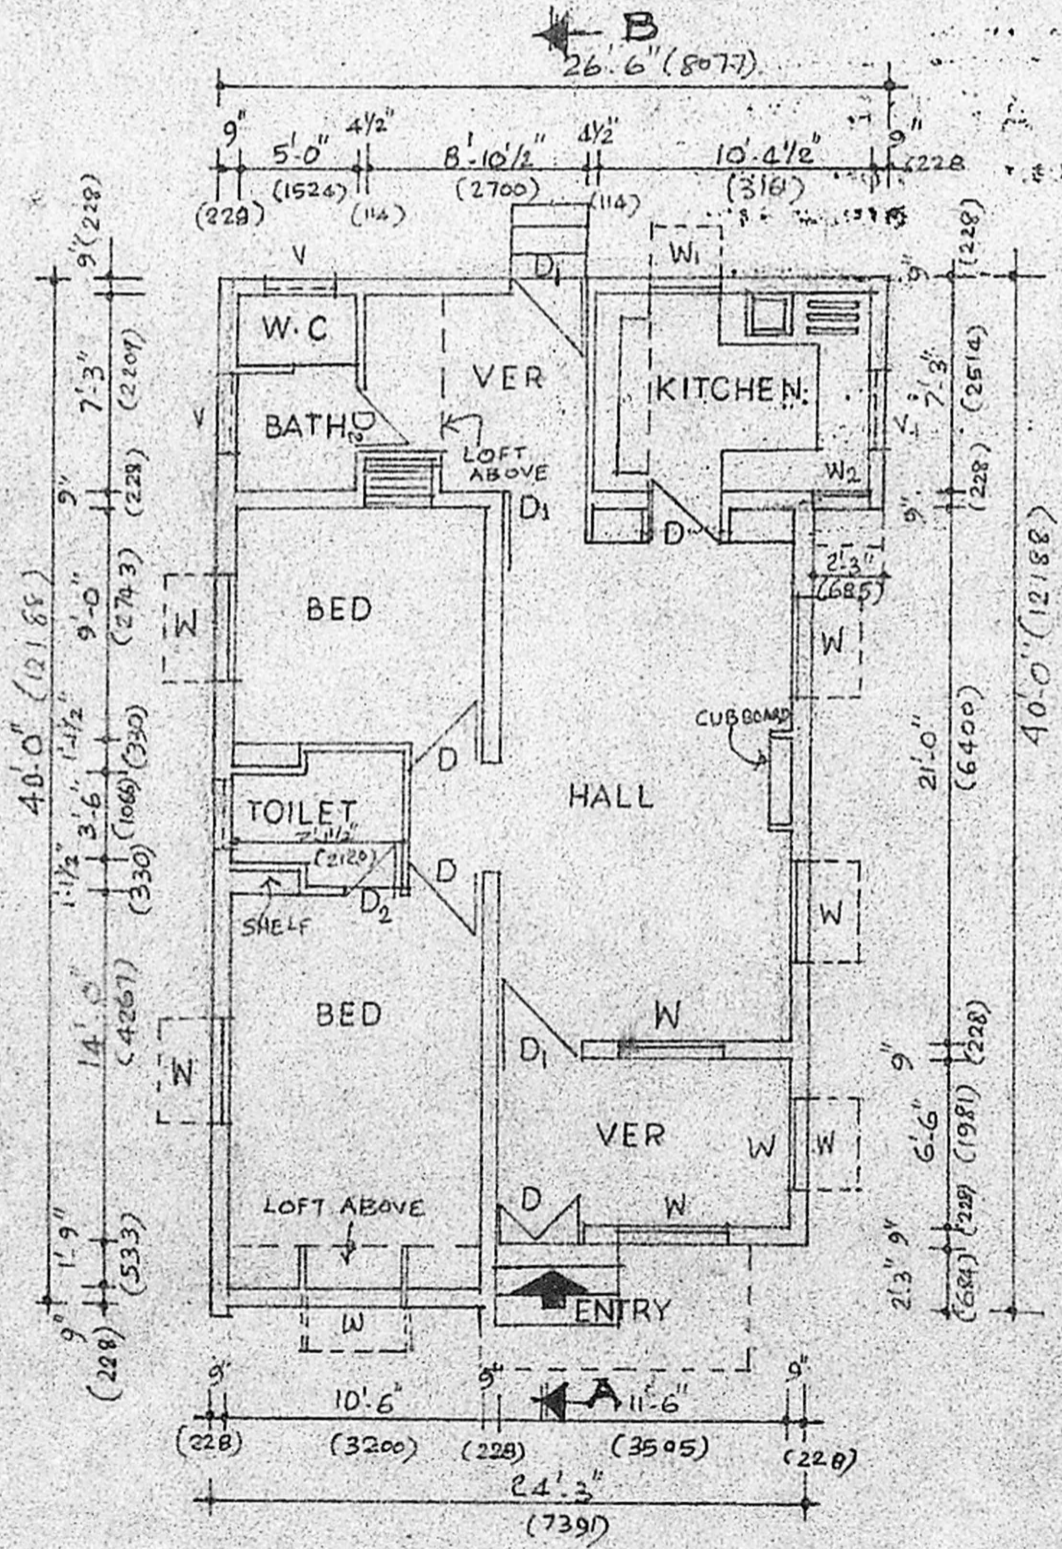 B
26'-6" (8077)
9" 5'-0" 4½" 8'-10½" 4½" 10'-4½" 9"
(228) (1524) (114) (2700) (114) (3161) (228
9"(228)
7'-3"
(2209)
9"
(228)
9'-0"
(2743)
1'-1½"
(330)
3'-6"
(1066)
1'-1½"
(330)
14'-0"
(4267)
1'-9"
(533)
9"
(228)
40'-0" (12188)
V
D1
W1
W.C
VER
KITCHEN
V
BATH
D2
LOFT
ABOVE
V
W2
D1
D
2'-3"
(685)
BED
W
W
CUBBOARD
D
HALL
TOILET
7'-1½"
(2120)
D
D2
SHELF
W
BED
W
W
D1
VER
W
W
D
W
LOFT ABOVE
W
ENTRY
9"
(228)
7'-3"
(2514)
9"
(228)
21'-0"
(6400)
9"
(228)
6'-6"
(1981)
9"
(228)
2'.3"
(684)
40'-0" (12188)
A
9" 10'-6" 9" 11'-6" 9"
(228) (3200) (228) (3505) (228)
24'-3"
(7391)